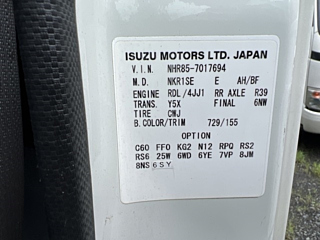 ISUZU MOTORS LTD. JAPAN
V.I.N. NHR85-7017694
M.D. NKR1SE E AH/BF
ENGINE RDL /4JJ1 RR AXLE R39
TRANS. Y5X FINAL 6NW
TIRE CWJ
B.COLOR/TRIM 729/155
OPTION
C60 FF0 KG2 N12 RPQ RS2
RS6 25W 6WD 6YE 7VP 8JM
8NS 6SY